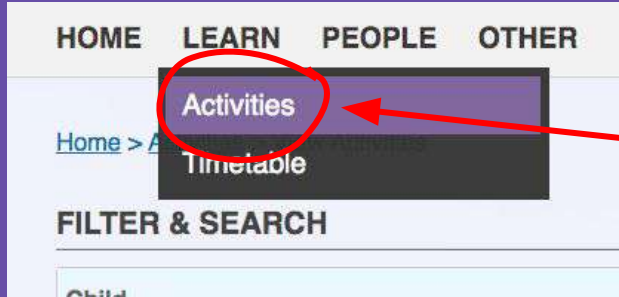 HOME LEARN PEOPLE OTHER
Activities
Home >
Timetable
FILTER & SEARCH
Child